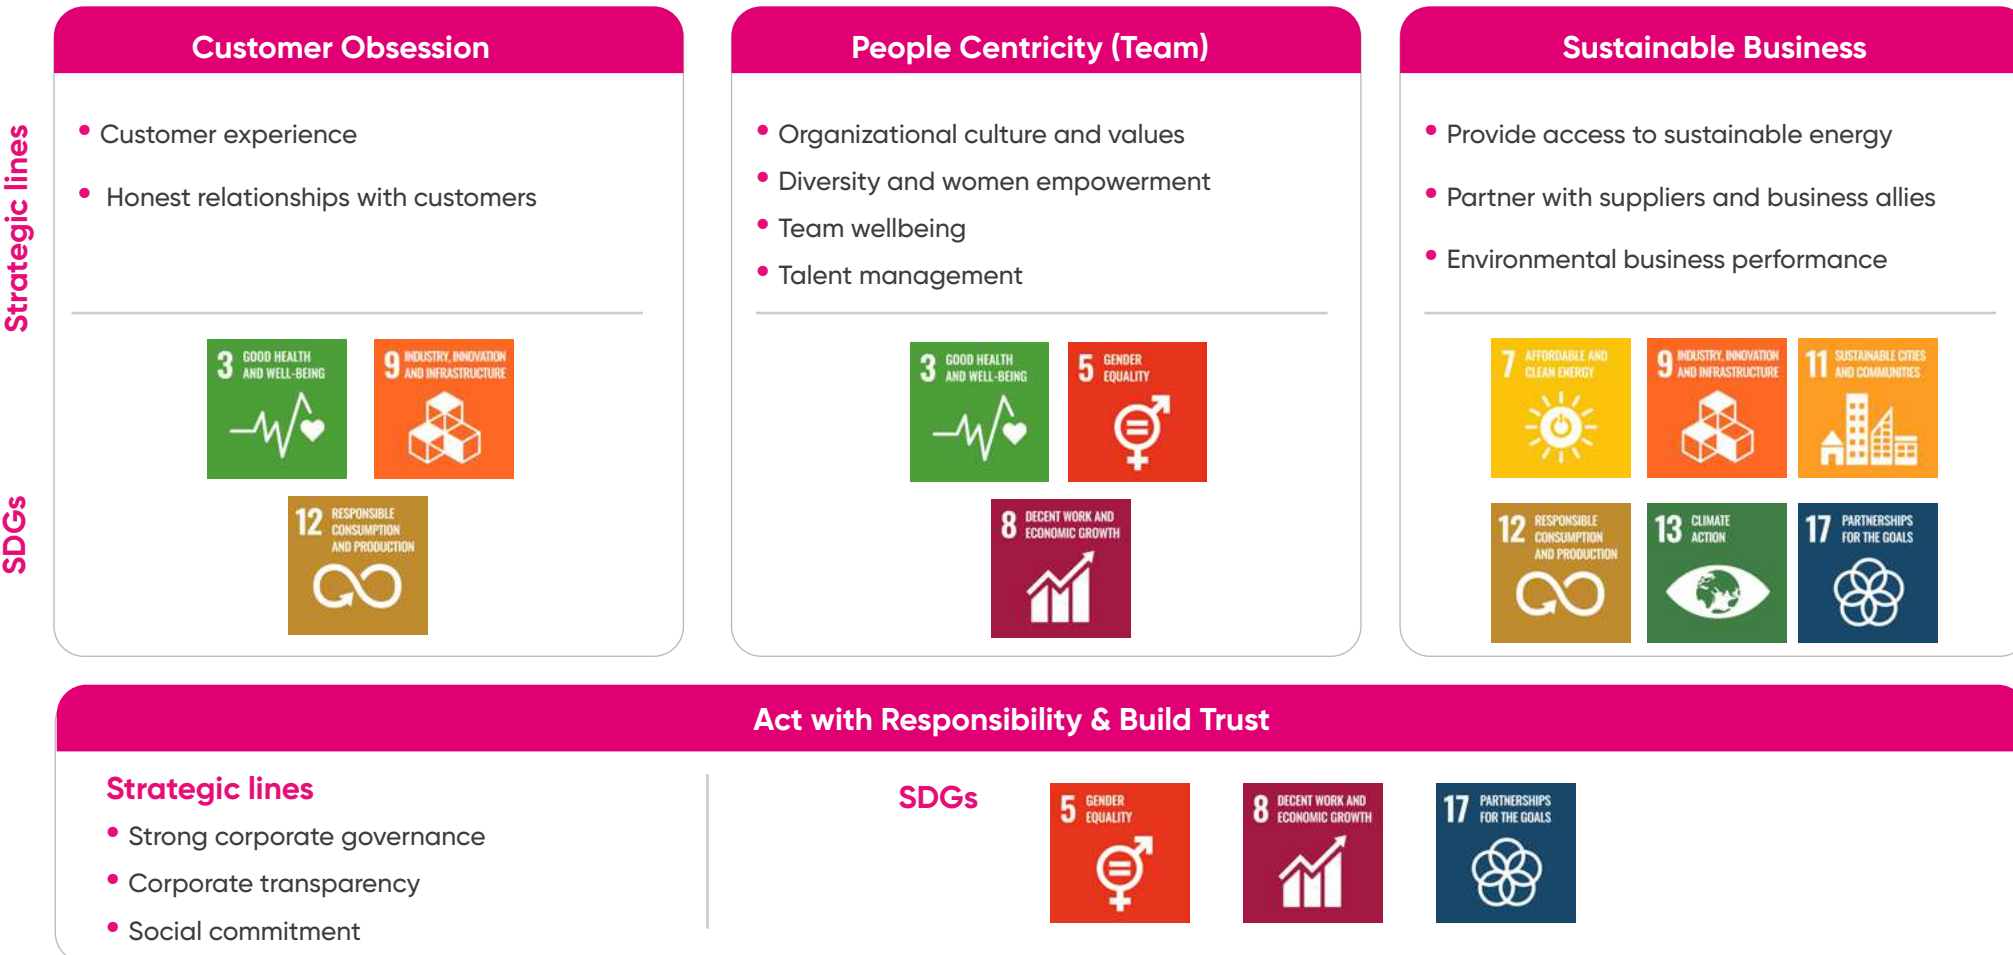 Strategic lines
SDGs
Customer Obsession
• Customer experience
• Honest relationships with customers
3 GOOD HEALTH
AND WELL-BEING
9 INDUSTRY, INNOVATION
AND INFRASTRUCTURE
12 RESPONSIBLE
CONSUMPTION
AND PRODUCTION
People Centricity (Team)
• Organizational culture and values
• Diversity and women empowerment
• Team wellbeing
• Talent management
3 GOOD HEALTH
AND WELL-BEING
5 GENDER
EQUALITY
8 DECENT WORK AND
ECONOMIC GROWTH
Sustainable Business
• Provide access to sustainable energy
• Partner with suppliers and business allies
• Environmental business performance
7 AFFORDABLE AND
CLEAN ENERGY
9 INDUSTRY, INNOVATION
AND INFRASTRUCTURE
11 SUSTAINABLE CITIES
AND COMMUNITIES
12 RESPONSIBLE
CONSUMPTION
AND PRODUCTION
13 CLIMATE
ACTION
17 PARTNERSHIPS
FOR THE GOALS
Act with Responsibility & Build Trust
Strategic lines
• Strong corporate governance
• Corporate transparency
• Social commitment
SDGs
5 GENDER
EQUALITY
8 DECENT WORK AND
ECONOMIC GROWTH
17 PARTNERSHIPS
FOR THE GOALS